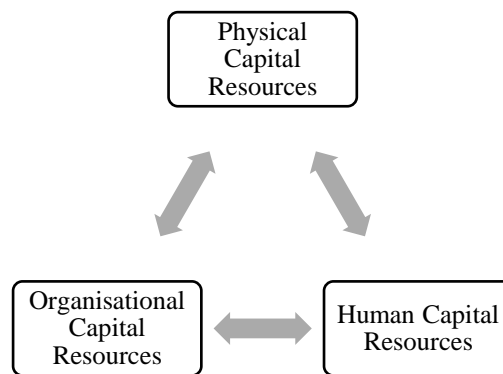 Physical
Capital
Resources
Organisational
Capital
Resources
Human Capital
Resources